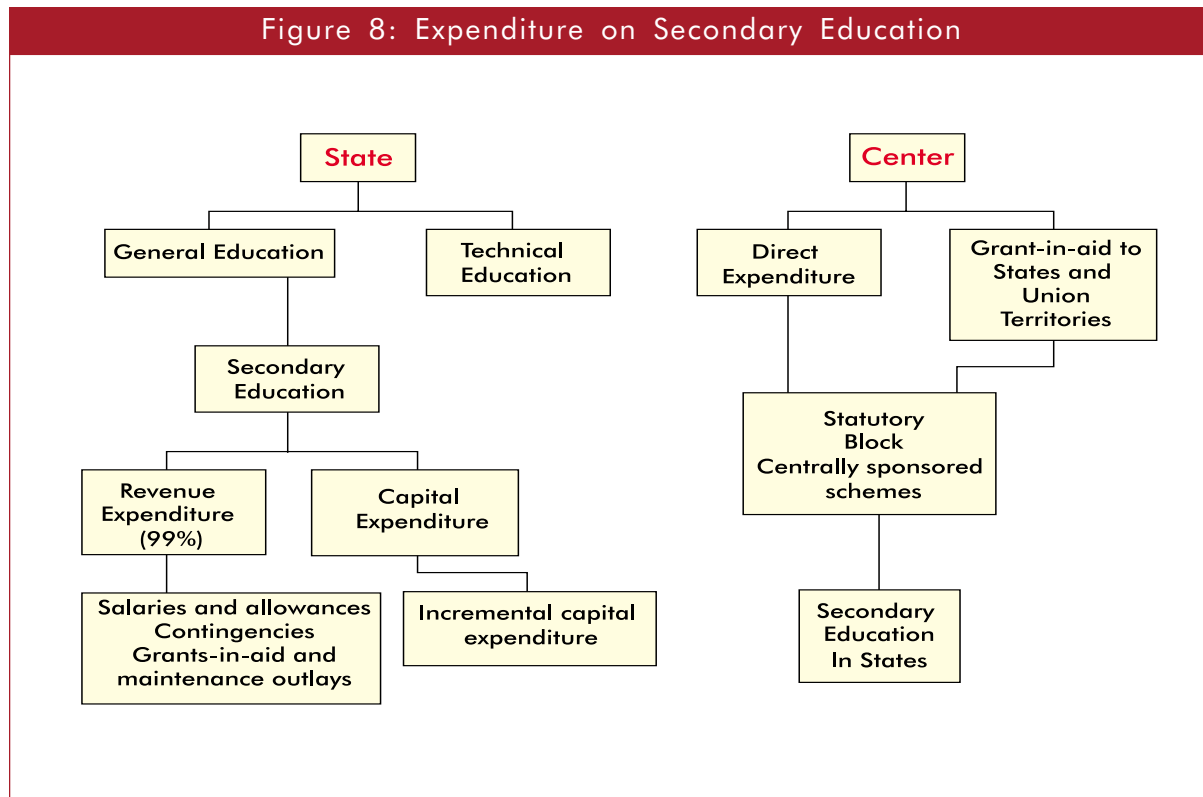 Figure 8: Expenditure on Secondary Education
State
General Education
Technical
Education
Secondary
Education
Revenue
Expenditure
(99%)
Capital
Expenditure
Salaries and allowances
Contingencies
Grants-in-aid and
maintenance outlays
Incremental capital
expenditure
Center
Direct
Expenditure
Grant-in-aid to
States and
Union
Territories
Statutory
Block
Centrally sponsored
schemes
Secondary
Education
In States